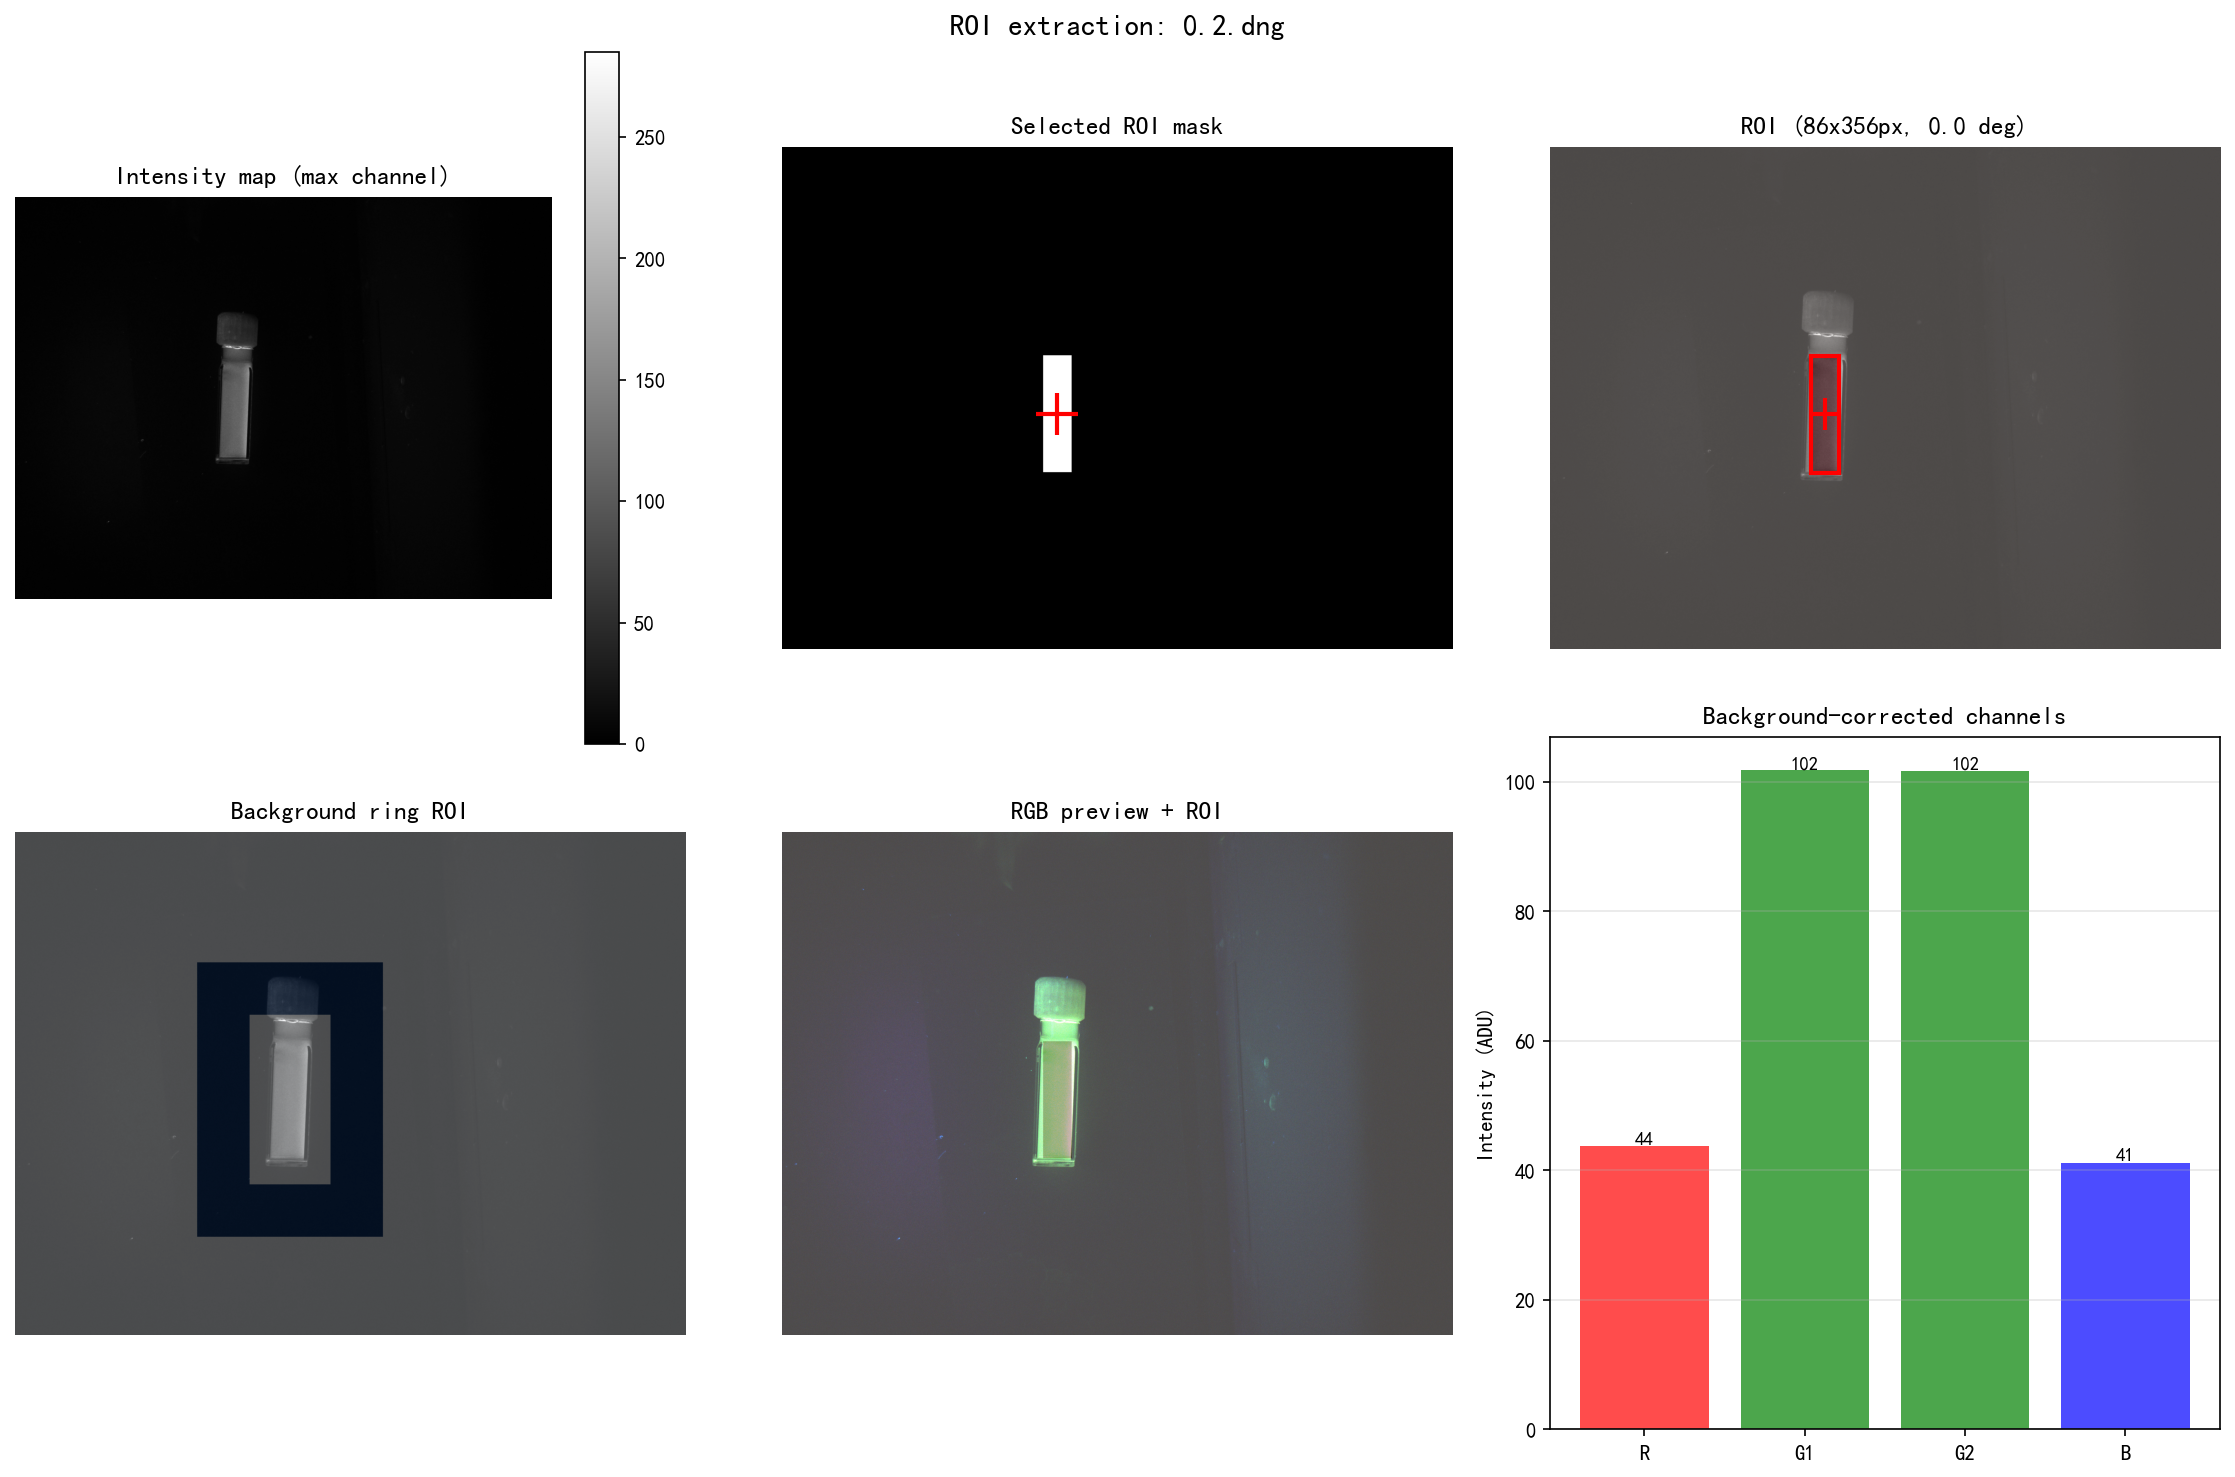 ROI extraction: 0.2.dng
Intensity map (max channel)
250
200
150
100
50
0
Selected ROI mask
ROI (86x356px, 0.0 deg)
Background ring ROI
RGB preview + ROI
Background-corrected channels
Intensity (ADU)
100
80
60
40
20
0
44
102
102
41
R
G1
G2
B